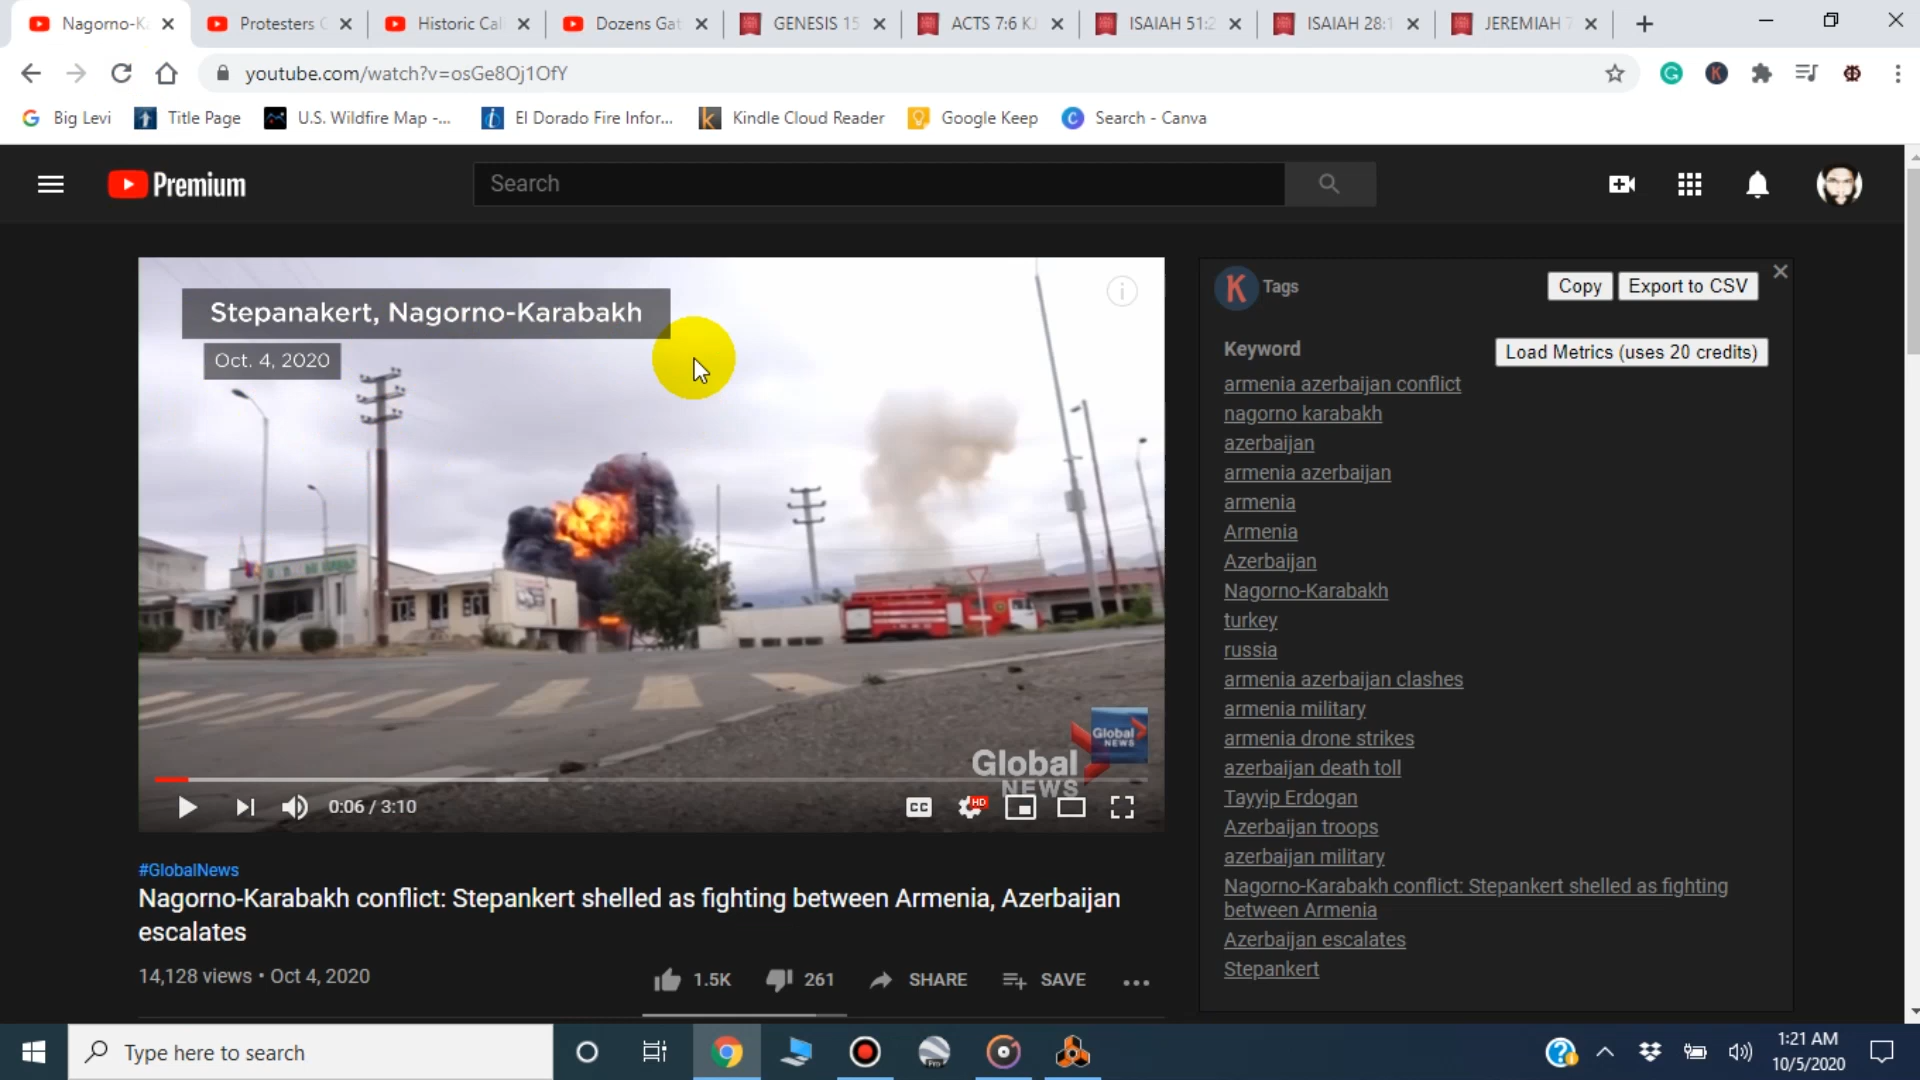 Nagorno-Ka
Protesters
Historic Cal
Dozens Gat
GENESIS 15
ACTS 7:6 KJ
ISAIAH 51:2
ISAIAH 28:1
JEREMIAH 7
youtube.com/watch?v=osGe8Oj1OfY
Big Levi
Title Page
U.S. Wildfire Map -...
El Dorado Fire Infor...
Kindle Cloud Reader
Google Keep
Search - Canva
Premium
Search
Stepanakert, Nagorno-Karabakh
Oct. 4, 2020
Global
NEWS
Global
NEWS
0:06 / 3:10
CC
HD
#GlobalNews
Nagorno-Karabakh conflict: Stepankert shelled as fighting between Armenia, Azerbaijan
escalates
14,128 views • Oct 4, 2020
1.5K
261
SHARE
SAVE
K Tags
Copy
Export to CSV
Keyword
Load Metrics (uses 20 credits)
armenia azerbaijan conflict
nagorno karabakh
azerbaijan
armenia azerbaijan
armenia
Armenia
Azerbaijan
Nagorno-Karabakh
turkey
russia
armenia azerbaijan clashes
armenia military
armenia drone strikes
azerbaijan death toll
Tayyip Erdogan
Azerbaijan troops
azerbaijan military
Nagorno-Karabakh conflict: Stepankert shelled as fighting
between Armenia
Azerbaijan escalates
Stepankert
Type here to search
1:21 AM
10/5/2020